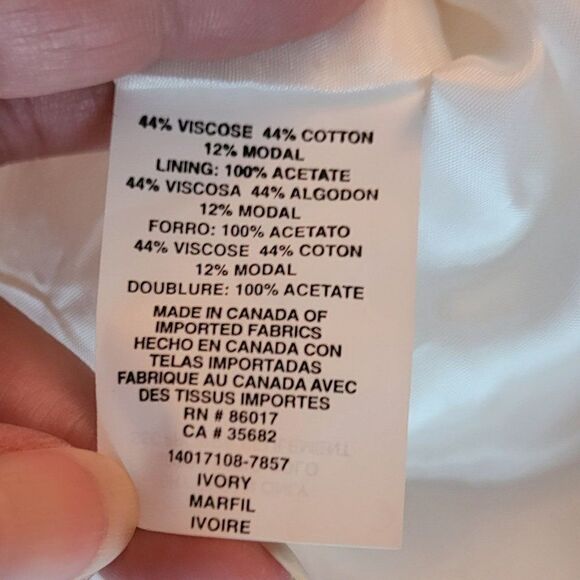 44% VISCOSE 44% COTTON
12% MODAL
LINING: 100% ACETATE
44% VISCOSA 44% ALGODON
12% MODAL
FORRO: 100% ACETATO
44% VISCOSE 44% COTON
12% MODAL
DOUBLURE: 100% ACETATE
MADE IN CANADA OF
IMPORTED FABRICS
HECHO EN CANADA CON
TELAS IMPORTADAS
FABRIQUE AU CANADA AVEC
DES TISSUS IMPORTES
RN # 86017
CA # 35682
14017108-7857
IVORY
MARFIL
IVOIRE